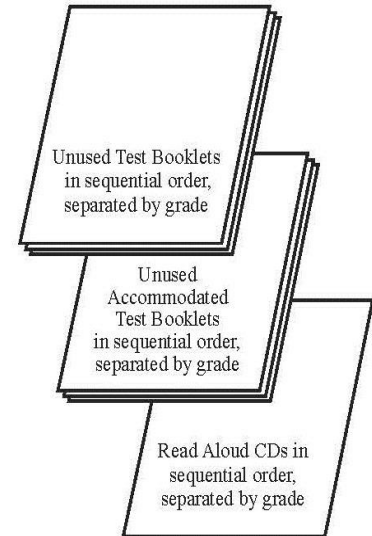 Unused Test Booklets
in sequential order,
separated by grade
Unused
Accommodated
Test Booklets
in sequential order,
separated by grade
Read Aloud CDs in
sequential order,
separated by grade